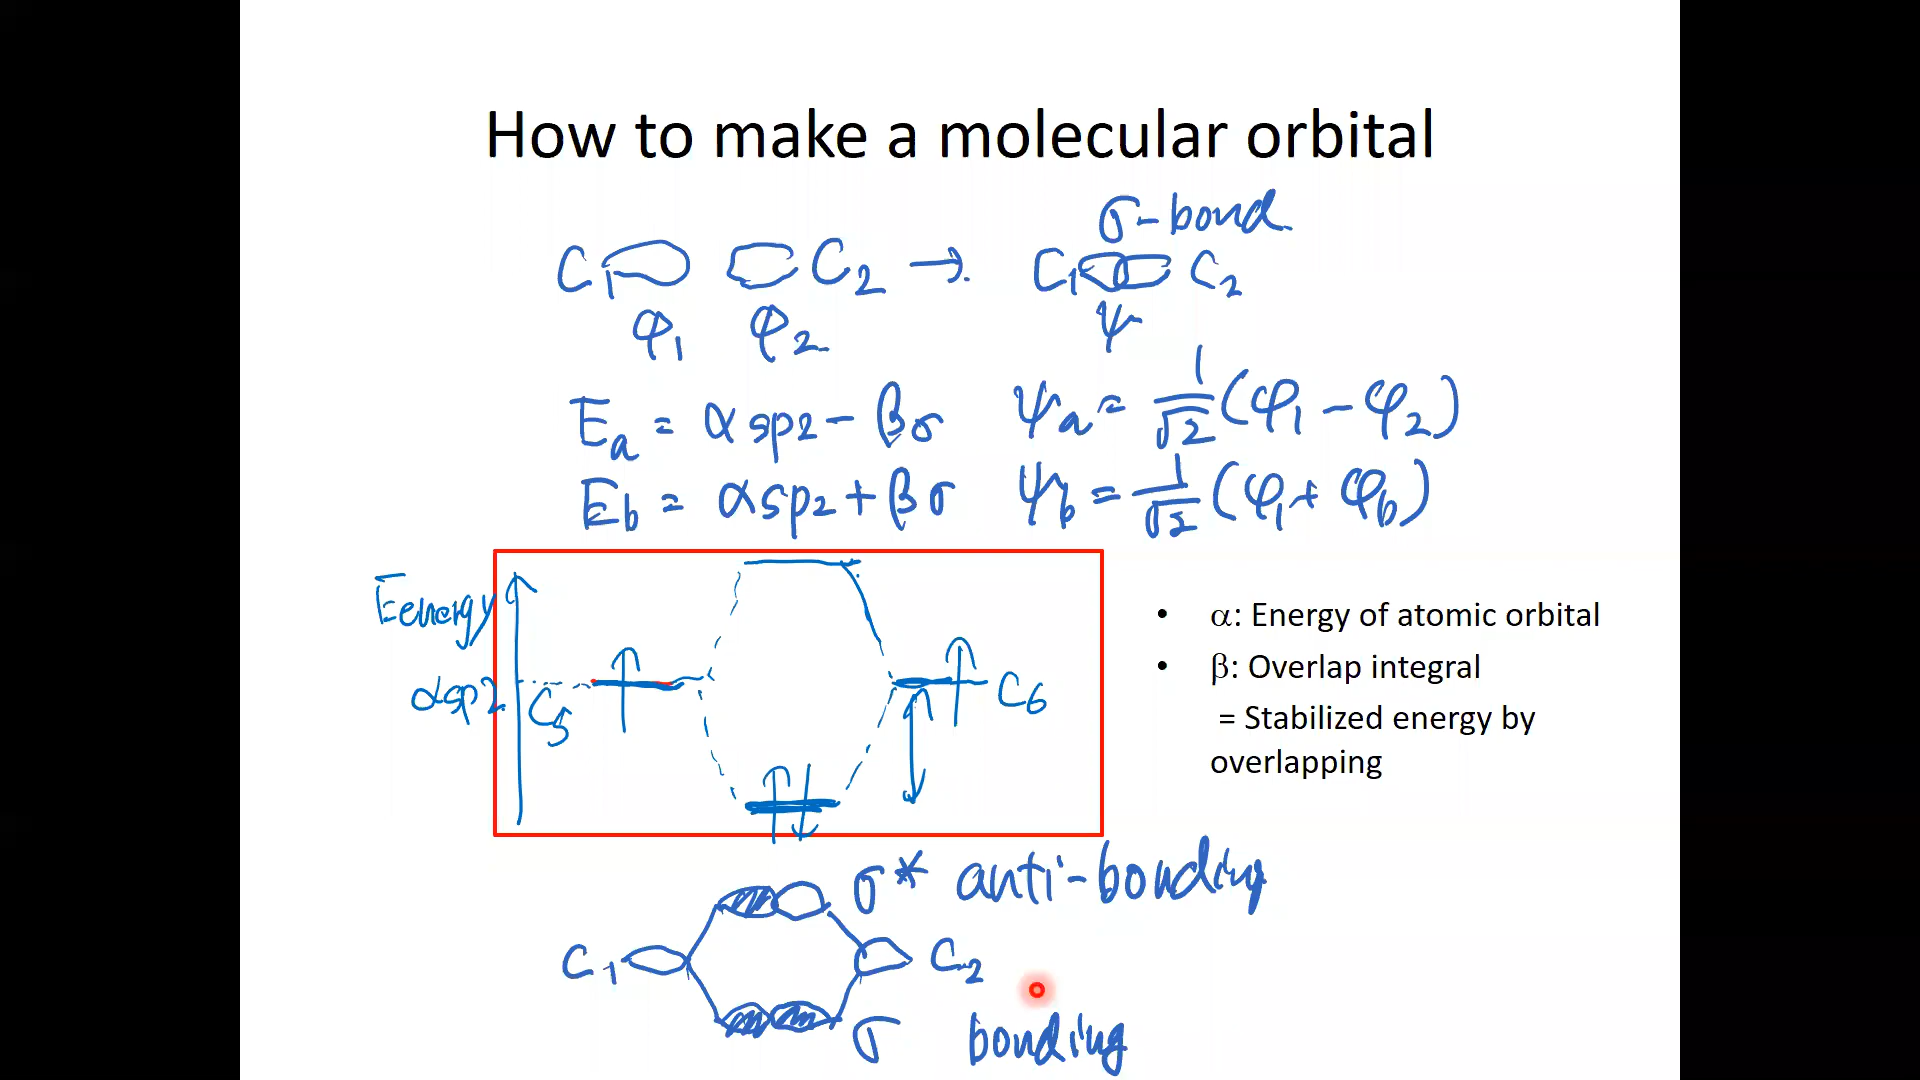 How to make a molecular orbital
σ-bond
C₁ C₂ → C₁ C₂
φ₁ φ₂ ψ
Ea = αsp2 - βσ ψa = 1/√2 (φ₁ - φ₂)
Eb = αsp2 + βσ ψb = 1/√2 (φ₁ + φb)
Eenergy
αsp2 C5 C6
• α: Energy of atomic orbital
• β: Overlap integral
= Stabilized energy by
overlapping
σ* anti-bonding
C₁ C₂
σ bonding